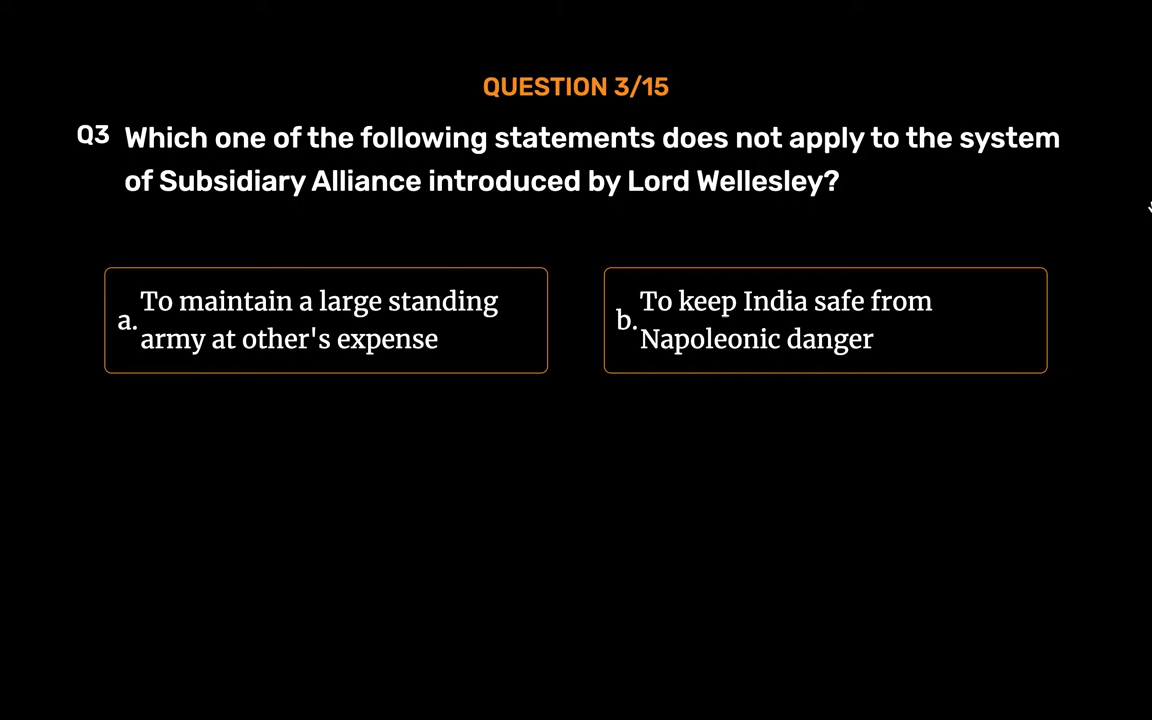 QUESTION 3/15
Q3 Which one of the following statements does not apply to the system
of Subsidiary Alliance introduced by Lord Wellesley?
a. To maintain a large standing
army at other's expense
b. To keep India safe from
Napoleonic danger